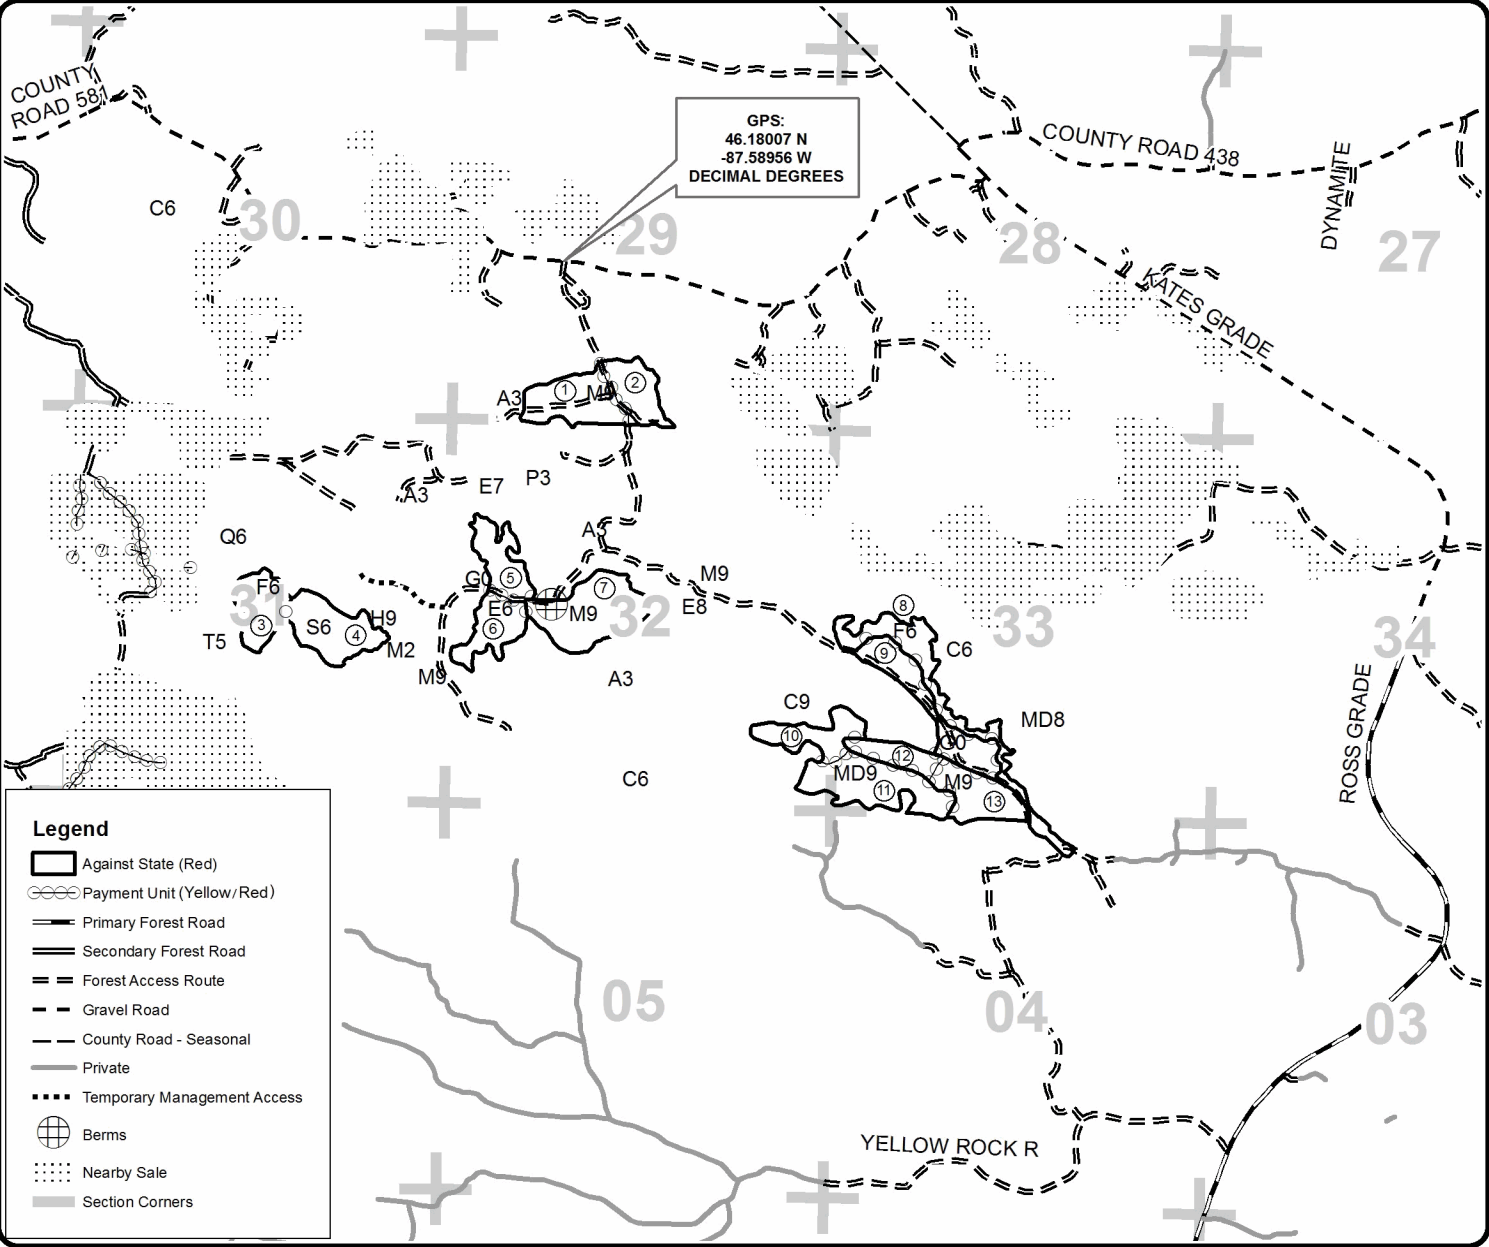 COUNTY
ROAD 581
GPS:
46.18007 N
-87.58956 W
DECIMAL DEGREES
COUNTY ROAD 438
DYNAMITE
C6
30
29
28
27
KATES GRADE
A3
1
M9
2
A3
E7
P3
Q6
A3
F6
31
3
T5
S6
4
H9
M2
G0
5
E6
6
M9
7
M9
32
M9
E8
A3
8
F6
9
C6
33
34
C9
10
MD8
G0
12
MD9
11
M9
13
C6
ROSS GRADE
05
04
03
YELLOW ROCK R
Legend
Against State (Red)
Payment Unit (Yellow/Red)
Primary Forest Road
Secondary Forest Road
Forest Access Route
Gravel Road
County Road - Seasonal
Private
Temporary Management Access
Berms
Nearby Sale
Section Corners